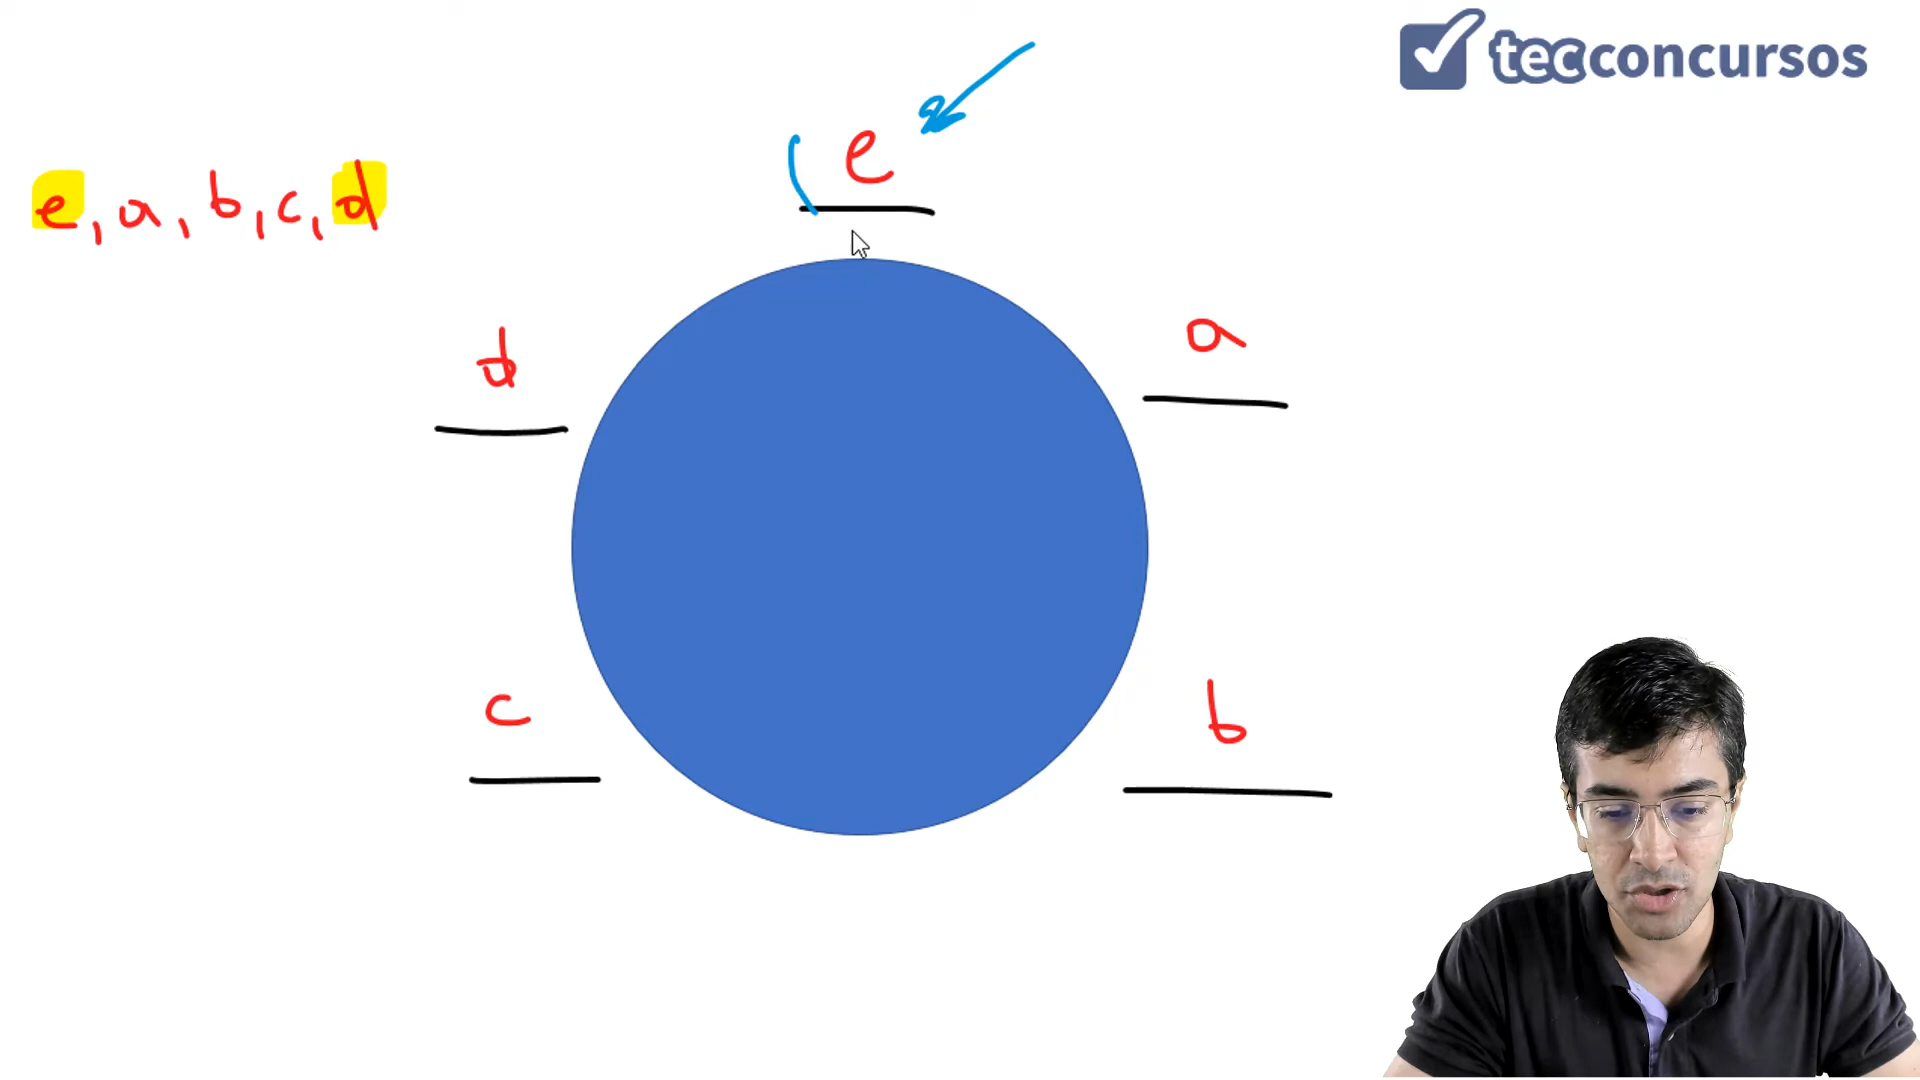 tecconcursos
e
e, a, b, c, d
d
a
c
b